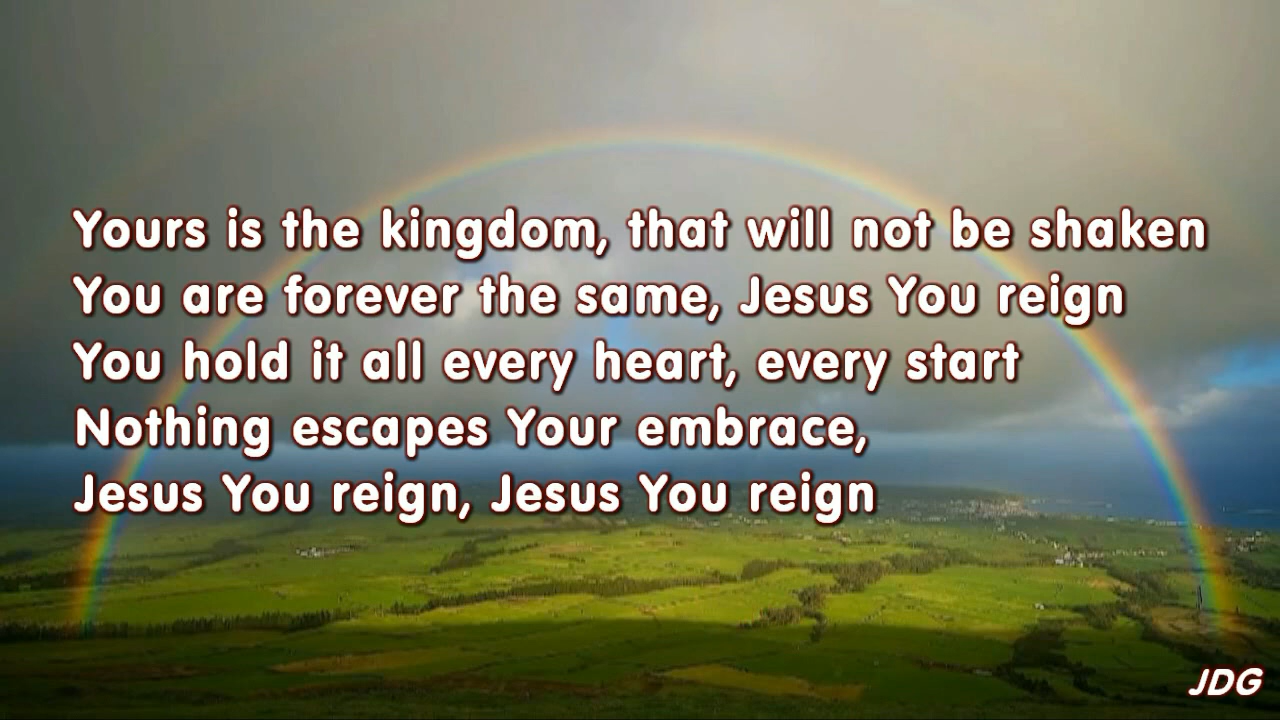 Yours is the kingdom, that will not be shaken
You are forever the same, Jesus You reign
You hold it all every heart, every start
Nothing escapes Your embrace,
Jesus You reign, Jesus You reign
JDG